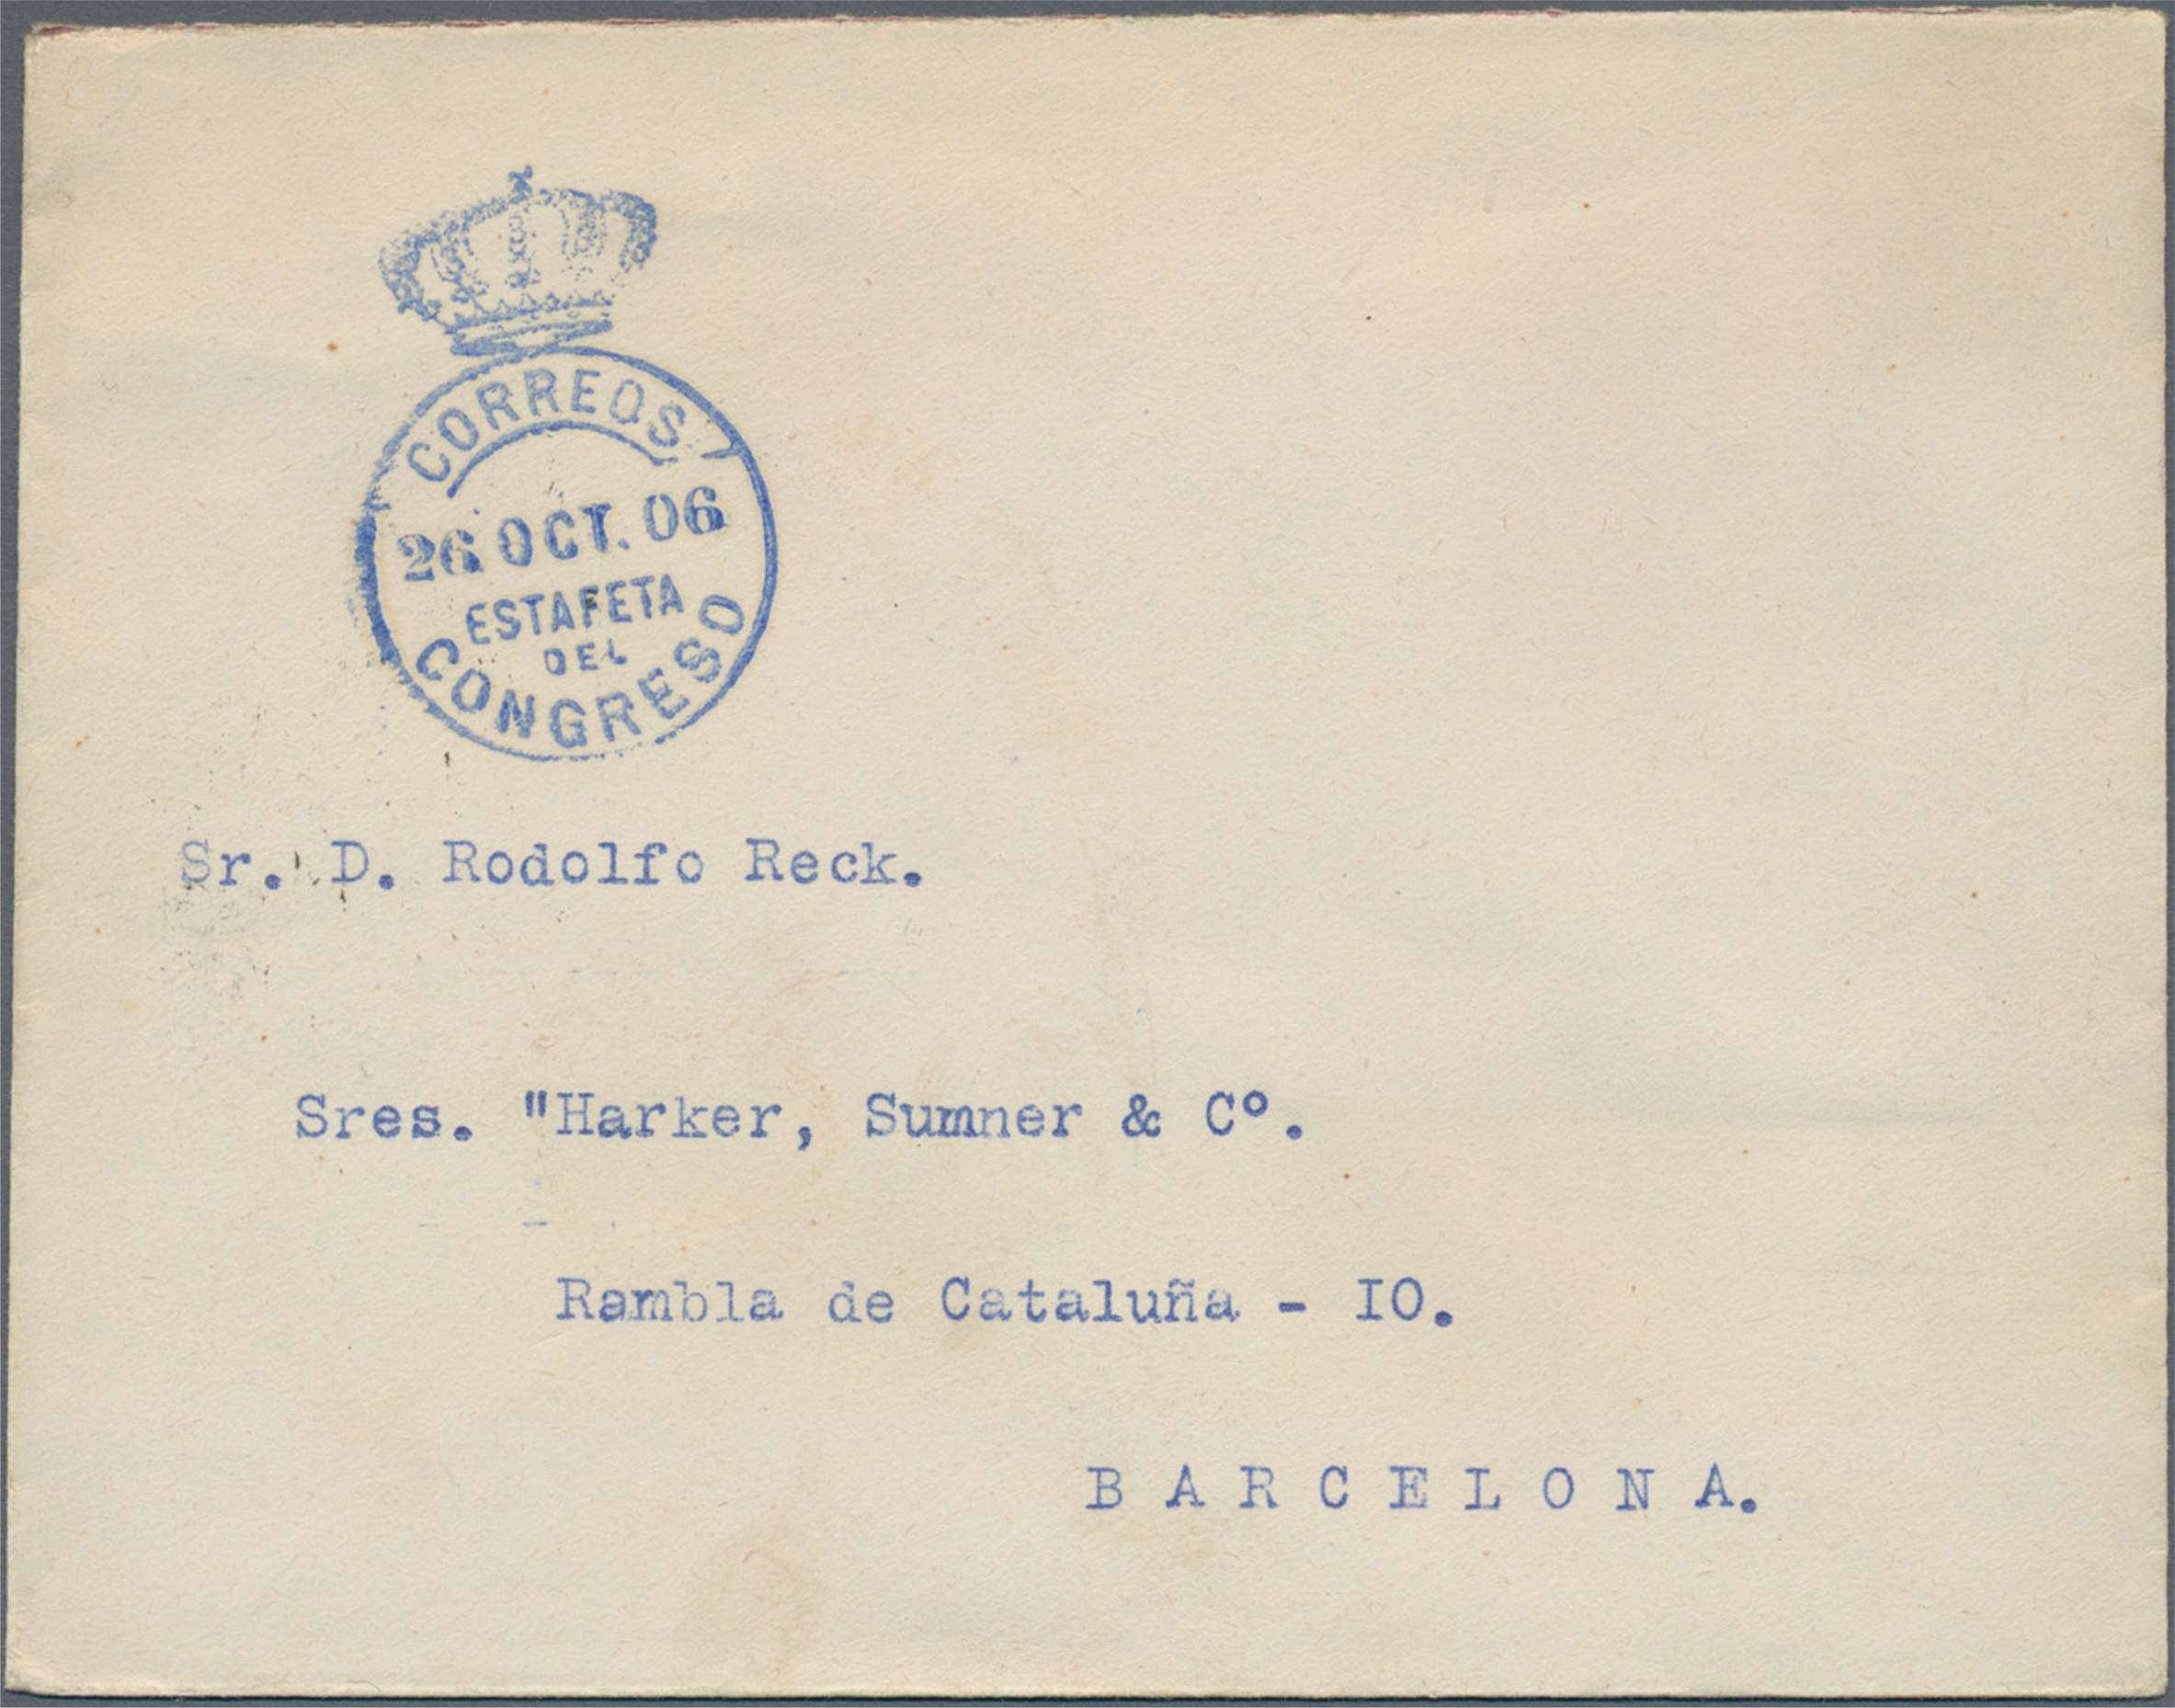 CORREOS
26 OCT. 06
ESTAFETA
DEL
CONGRESO
Sr. D. Rodolfo Reck.
Sres. "Harker, Sumner & Cº.
Rambla de Cataluña - IO.
B A R C E L O N A.